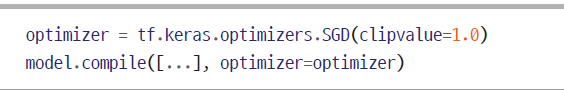 optimizer = tf.keras.optimizers.SGD(clipvalue=1.0)
model.compile([...], optimizer=optimizer)